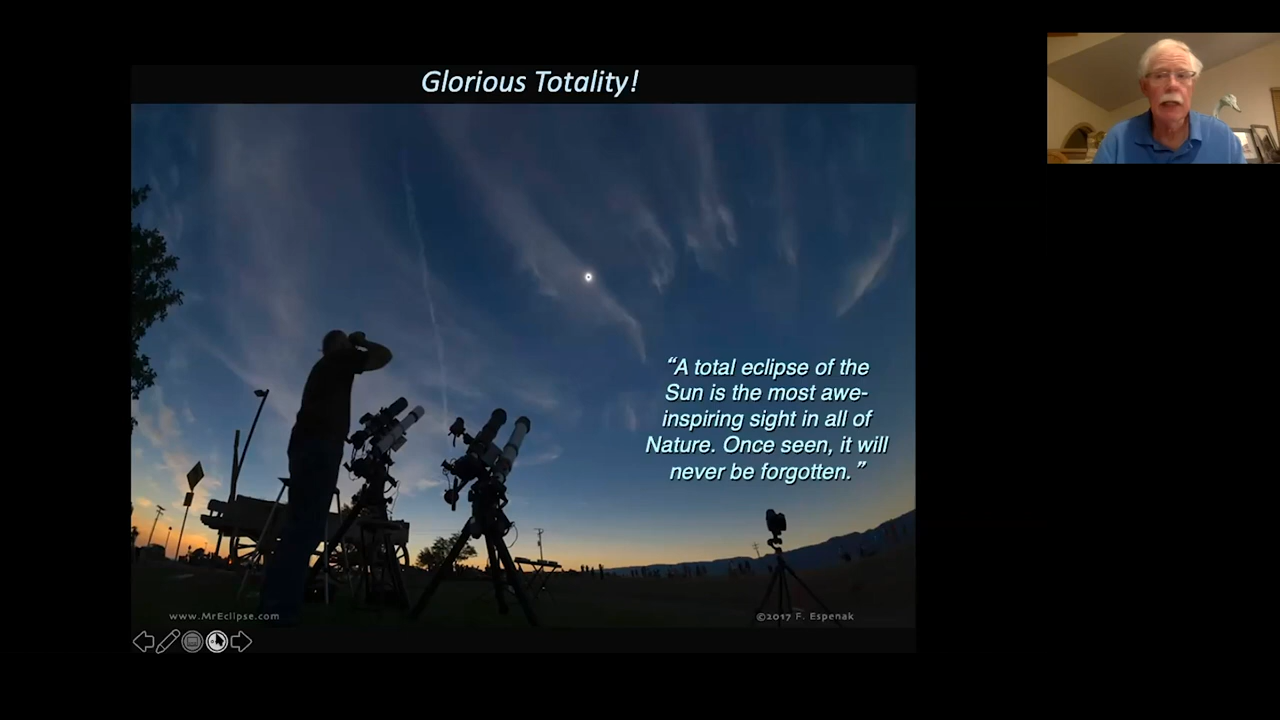 Glorious Totality!
“A total eclipse of the
Sun is the most awe-
inspiring sight in all of
Nature. Once seen, it will
never be forgotten.”
www.MrEclipse.com
©2017 F. Espenak